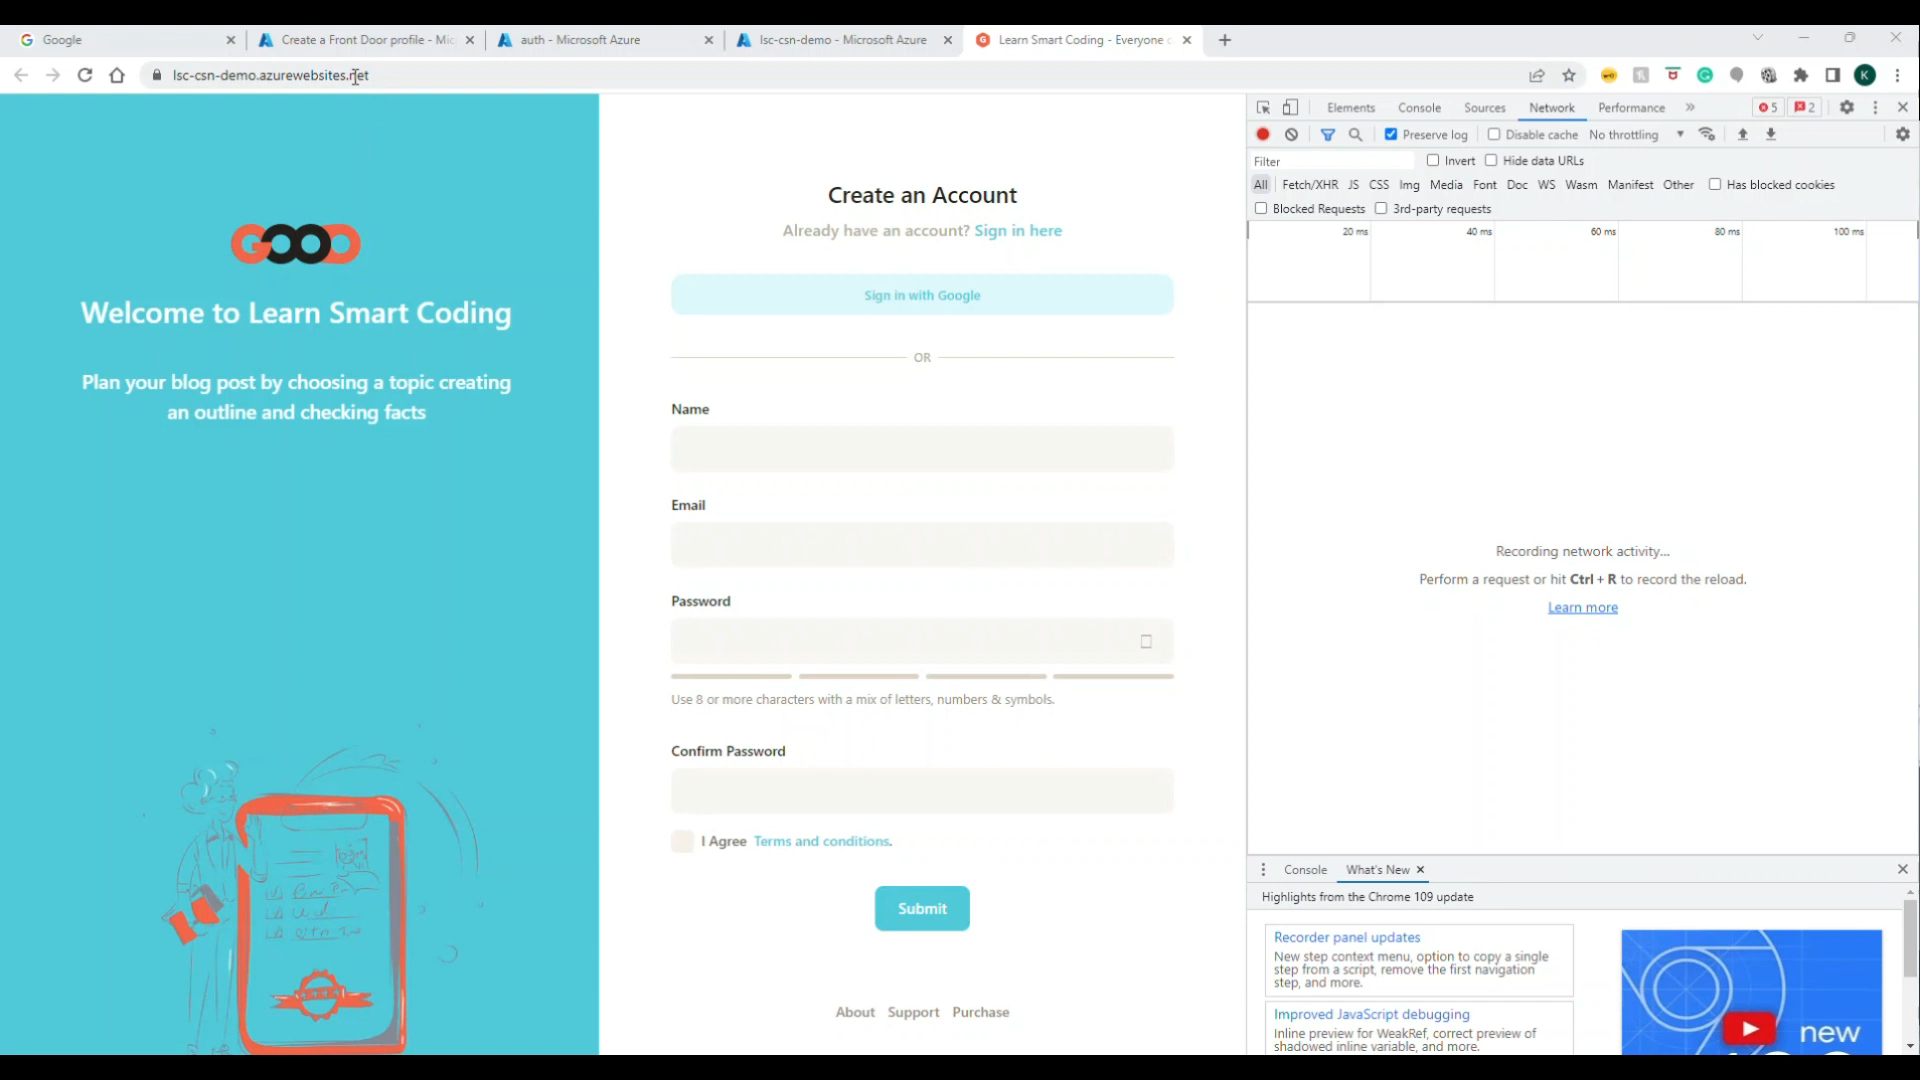 Google
Create a Front Door profile - Mic
auth - Microsoft Azure
lsc-csn-demo - Microsoft Azure
Learn Smart Coding - Everyone c
lsc-csn-demo.azurewebsites.net
K
GOOD
Welcome to Learn Smart Coding
Plan your blog post by choosing a topic creating
an outline and checking facts
Create an Account
Already have an account? Sign in here
Sign in with Google
OR
Name
Email
Password
Use 8 or more characters with a mix of letters, numbers & symbols.
Confirm Password
I Agree Terms and conditions.
Submit
About Support Purchase
Elements Console Sources Network Performance » 5 2
Preserve log Disable cache No throttling
Filter Invert Hide data URLs
All Fetch/XHR JS CSS Img Media Font Doc WS Wasm Manifest Other Has blocked cookies
Blocked Requests 3rd-party requests
20 ms 40 ms 60 ms 80 ms 100 ms
Recording network activity...
Perform a request or hit Ctrl + R to record the reload.
Learn more
Console What's New
Highlights from the Chrome 109 update
Recorder panel updates
New step context menu, option to copy a single
step from a script, remove the first navigation
step, and more.
Improved JavaScript debugging
Inline preview for WeakRef, correct preview of
shadowed inline variable, and more.
new